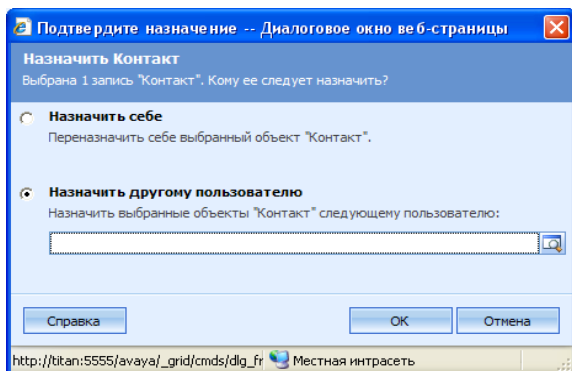 Подтвердите назначение -- Диалоговое окно веб-страницы
Назначить Контакт
Выбрана 1 запись "Контакт". Кому ее следует назначить?
Назначить себе
Переназначить себе выбранный объект "Контакт".
Назначить другому пользователю
Назначить выбранные объекты "Контакт" следующему пользователю:
Справка OK Отмена
http://titan:5555/avaya/_grid/cmds/dlg_fr Местная интрасеть